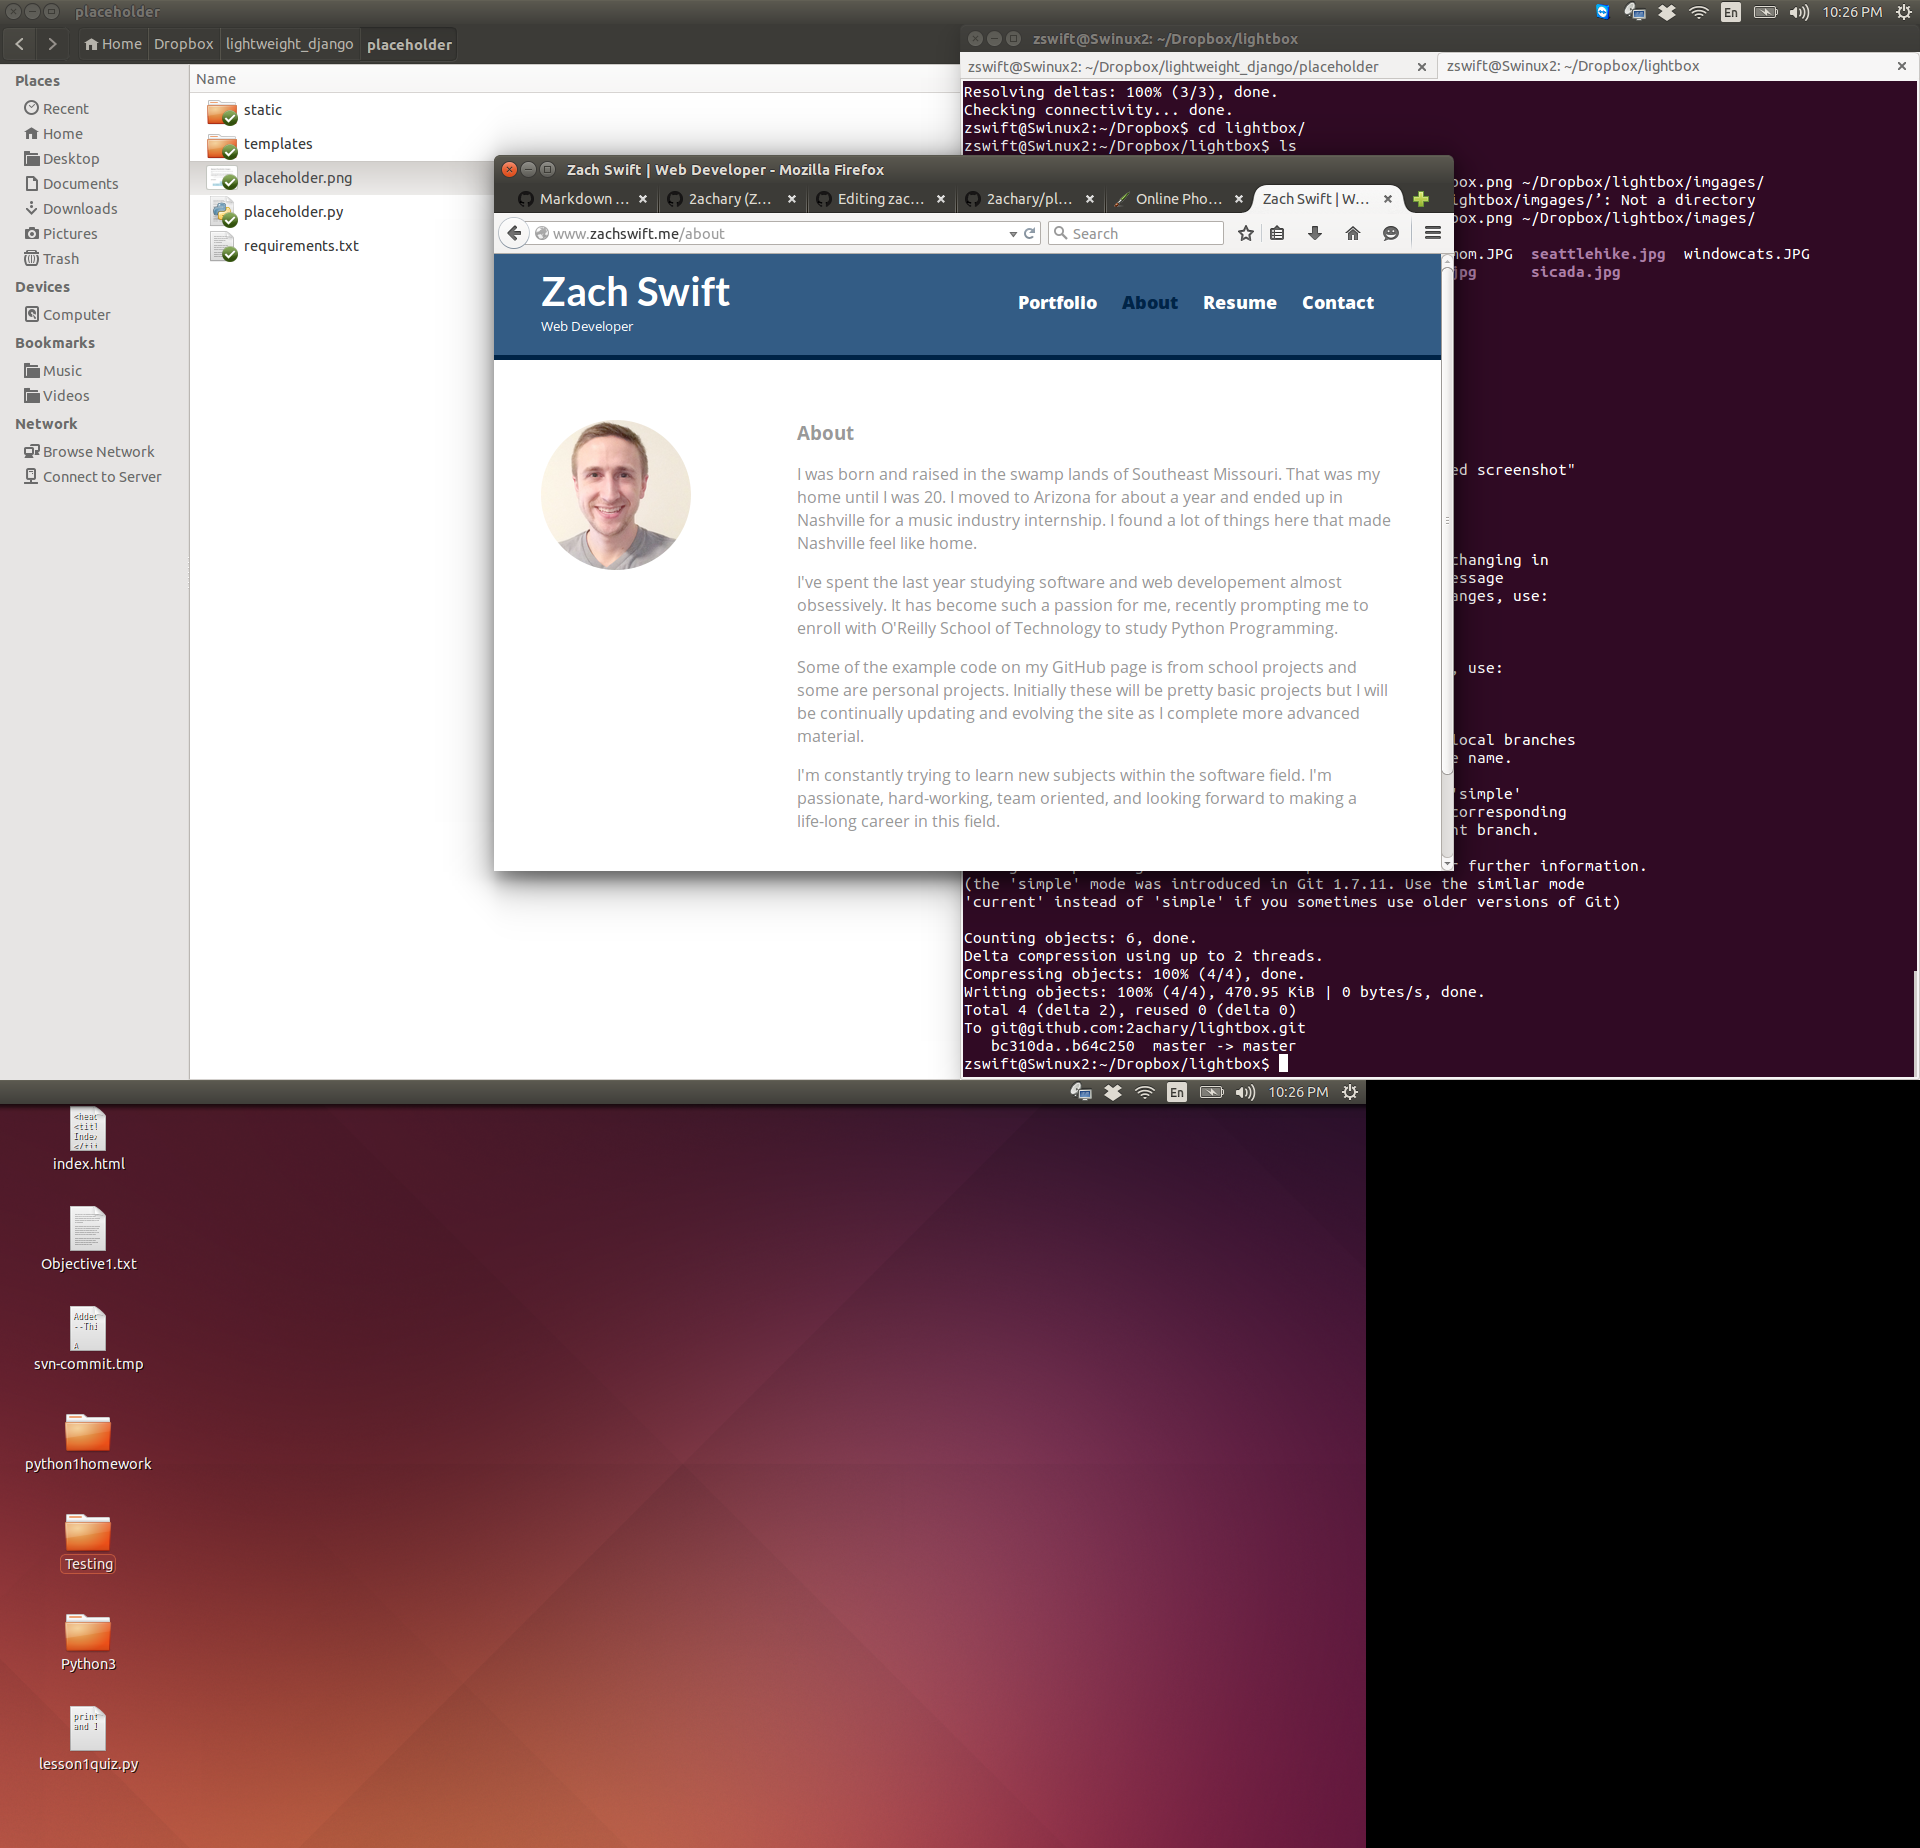 placeholder
En 10:26 PM
Home Dropbox lightweight_django placeholder
Places
Recent
Home
Desktop
Documents
Downloads
Pictures
Trash
Devices
Computer
Bookmarks
Music
Videos
Network
Browse Network
Connect to Server
Name
static
templates
placeholder.png
placeholder.py
requirements.txt
zswift@Swinux2: ~/Dropbox/lightbox
zswift@Swinux2: ~/Dropbox/lightweight_django/placeholder
zswift@Swinux2: ~/Dropbox/lightbox
Resolving deltas: 100% (3/3), done.
Checking connectivity... done.
zswift@Swinux2:~/Dropbox$ cd lightbox/
zswift@Swinux2:~/Dropbox/lightbox$ ls
ox.png ~/Dropbox/lightbox/imgages/
ghtbox/imgages/’: Not a directory
ox.png ~/Dropbox/lightbox/images/
om.JPG seattlehike.jpg windowcats.JPG
jpg sicada.jpg
ed screenshot"
hanging in
ssage
anges, use:
, use:
ocal branches
e name.
'simple'
orresponding
nt branch.
r further information.
(the 'simple' mode was introduced in Git 1.7.11. Use the similar mode
'current' instead of 'simple' if you sometimes use older versions of Git)
Counting objects: 6, done.
Delta compression using up to 2 threads.
Compressing objects: 100% (4/4), done.
Writing objects: 100% (4/4), 470.95 KiB | 0 bytes/s, done.
Total 4 (delta 2), reused 0 (delta 0)
To git@github.com:2achary/lightbox.git
bc310da..b64c250 master -> master
zswift@Swinux2:~/Dropbox/lightbox$
Zach Swift | Web Developer - Mozilla Firefox
Markdown ...
2achary (Z...
Editing zac...
2achary/pl...
Online Pho...
Zach Swift | W...
www.zachswift.me/about
Search
Zach Swift
Web Developer
Portfolio About Resume Contact
About
I was born and raised in the swamp lands of Southeast Missouri. That was my
home until I was 20. I moved to Arizona for about a year and ended up in
Nashville for a music industry internship. I found a lot of things here that made
Nashville feel like home.
I've spent the last year studying software and web developement almost
obsessively. It has become such a passion for me, recently prompting me to
enroll with O'Reilly School of Technology to study Python Programming.
Some of the example code on my GitHub page is from school projects and
some are personal projects. Initially these will be pretty basic projects but I will
be continually updating and evolving the site as I complete more advanced
material.
I'm constantly trying to learn new subjects within the software field. I'm
passionate, hard-working, team oriented, and looking forward to making a
life-long career in this field.
En 10:26 PM
<head
<titl
Index
</tit
index.html
Objective1.txt
Added
--Thi
A
svn-commit.tmp
python1homework
Testing
Python3
print
and I
lesson1quiz.py